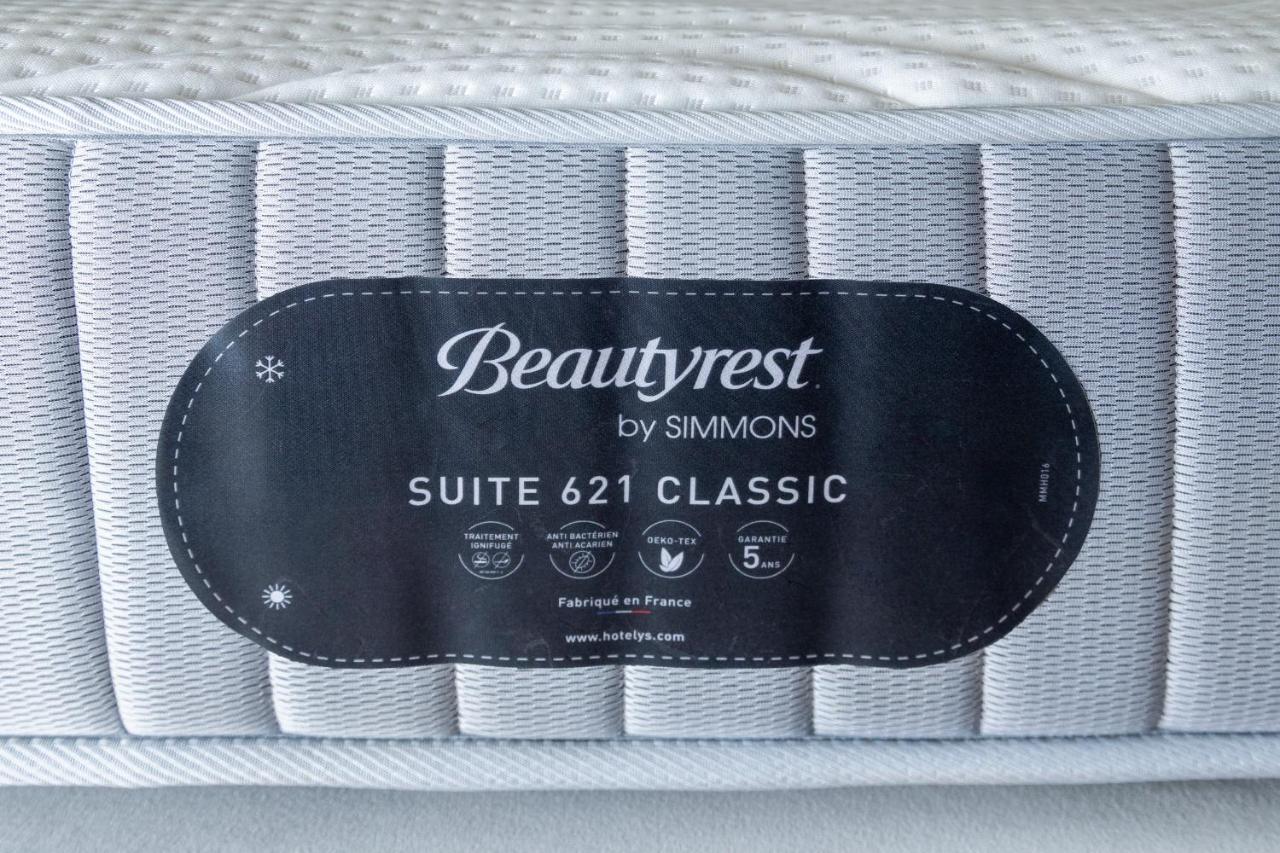 Beautyrest
by SIMMONS
SUITE 621 CLASSIC
TRAITEMENT
IGNIFUGÉ
ANTI BACTÉRIEN
ANTI ACARIEN
OEKO-TEX
GARANTIE
5 ANS
Fabriqué en France
www.hotelys.com
MMH016